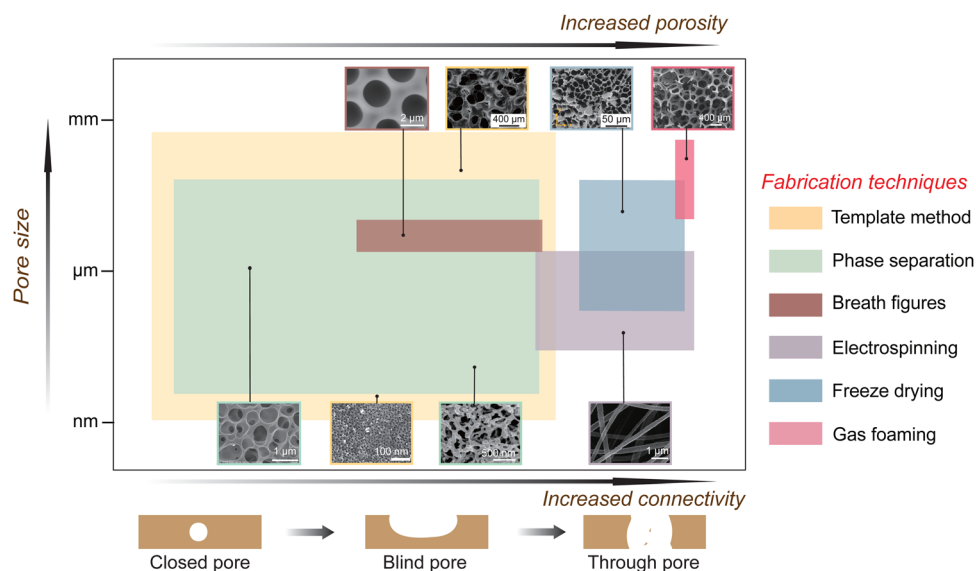 Increased porosity
Pore size
mm
µm
nm
2 µm
400 µm
50 µm
400 µm
1 µm
100 nm
500 nm
1 µm
Fabrication techniques
Template method
Phase separation
Breath figures
Electrospinning
Freeze drying
Gas foaming
Increased connectivity
Closed pore
Blind pore
Through pore